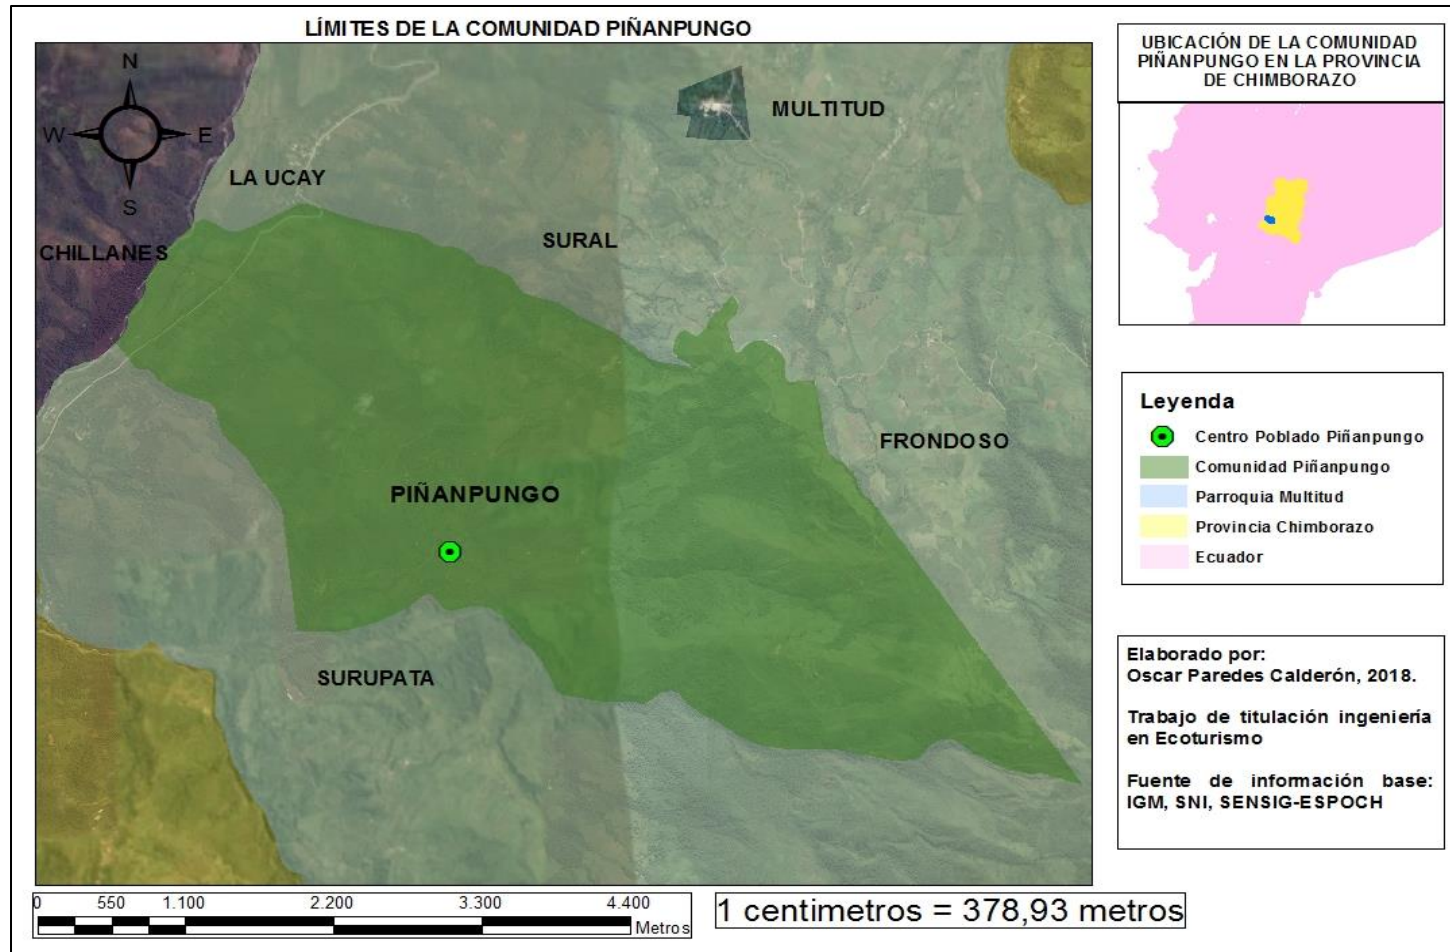 LÍMITES DE LA COMUNIDAD PIÑANPUNGO
N
W
E
S
MULTITUD
LA UCAY
SURAL
CHILLANES
FRONDOSO
PIÑANPUNGO
SURUPATA
0 550 1.100 2.200 3.300 4.400
Metros
1 centimetros = 378,93 metros
UBICACIÓN DE LA COMUNIDAD
PIÑANPUNGO EN LA PROVINCIA
DE CHIMBORAZO
Leyenda
Centro Poblado Piñanpungo
Comunidad Piñanpungo
Parroquia Multitud
Provincia Chimborazo
Ecuador
Elaborado por:
Oscar Paredes Calderón, 2018.
Trabajo de titulación ingeniería
en Ecoturismo
Fuente de información base:
IGM, SNI, SENSIG-ESPOCH